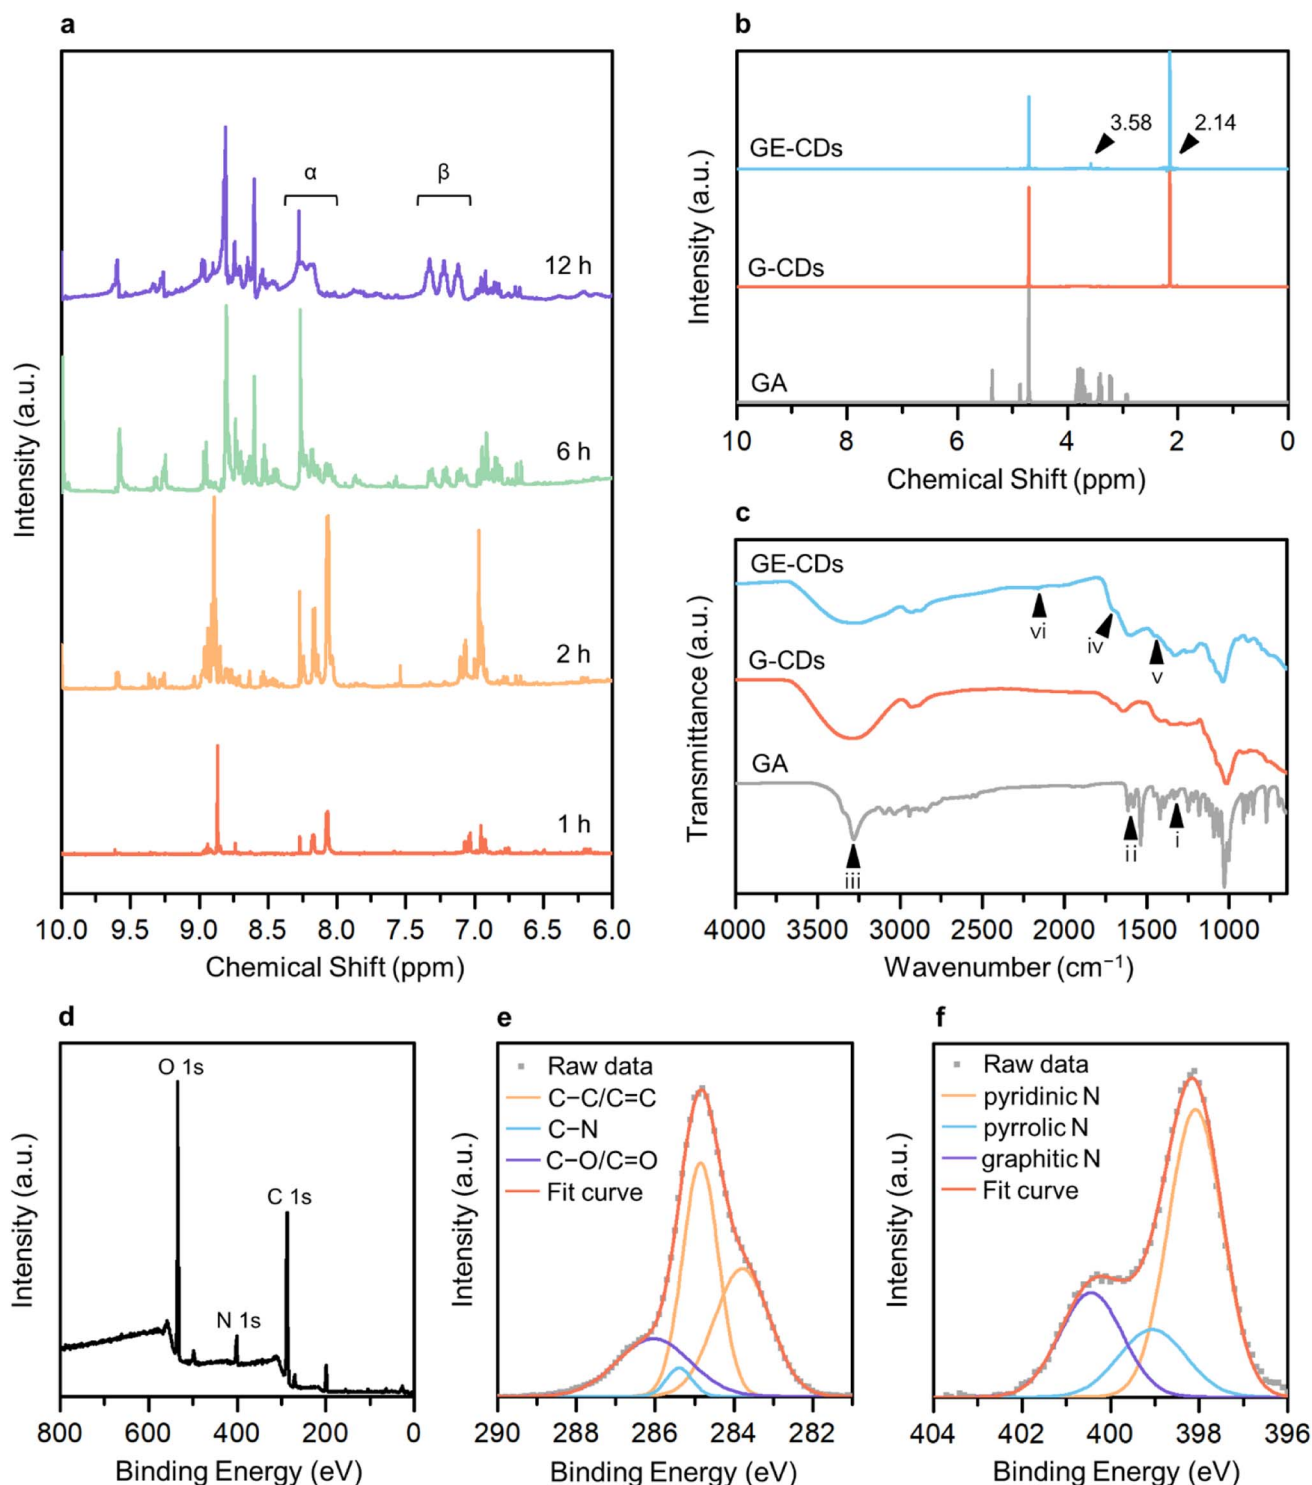 a
α
β
12 h
6 h
2 h
1 h
Intensity (a.u.)
10.0 9.5 9.0 8.5 8.0 7.5 7.0 6.5 6.0
Chemical Shift (ppm)
b
GE-CDs
3.58
2.14
G-CDs
GA
Intensity (a.u.)
10 8 6 4 2 0
Chemical Shift (ppm)
c
GE-CDs
vi
iv
v
G-CDs
GA
iii
ii
i
Transmittance (a.u.)
4000 3500 3000 2500 2000 1500 1000
Wavenumber (cm⁻¹)
d
O 1s
N 1s
C 1s
Intensity (a.u.)
800 600 400 200 0
Binding Energy (eV)
e
Raw data
C−C/C=C
C−N
C−O/C=O
Fit curve
Intensity (a.u.)
290 288 286 284 282
Binding Energy (eV)
f
Raw data
pyridinic N
pyrrolic N
graphitic N
Fit curve
Intensity (a.u.)
404 402 400 398 396
Binding Energy (eV)